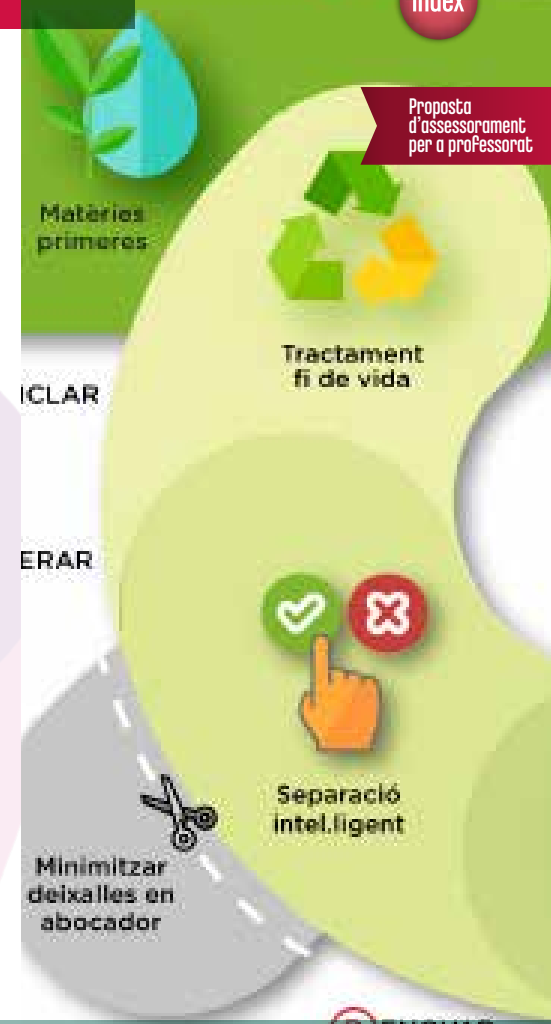 Índex
Proposta
d'assessorament
per a professorat
Matèries
primeres
Tractament
fi de vida
ICLAR
ERAR
Separació
intel.ligent
Minimitzar
deixalles en
abocador